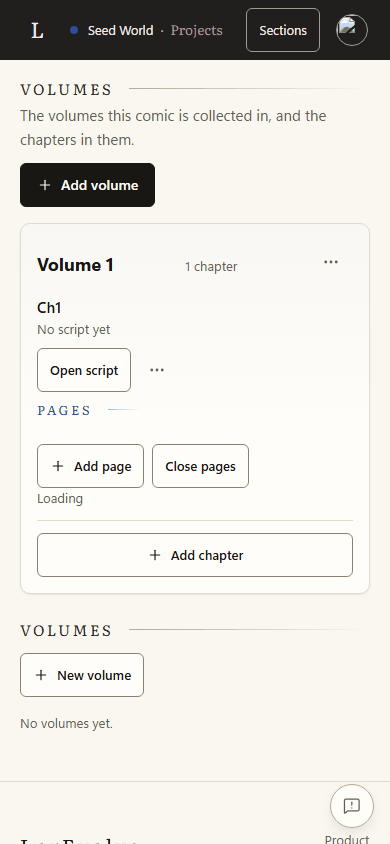 L
Seed World · Projects
Sections
VOLUMES
The volumes this comic is collected in, and the
chapters in them.
Add volume
Volume 1
1 chapter
Ch1
No script yet
Open script
PAGES
Add page
Close pages
Loading
Add chapter
VOLUMES
New volume
No volumes yet.
Product